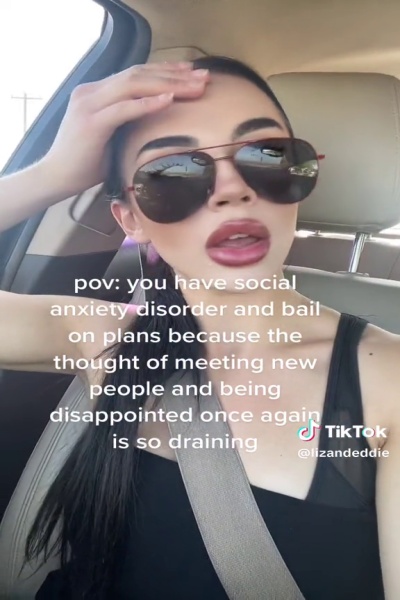 pov: you have social
anxiety disorder and bail
on plans because the
thought of meeting new
people and being
disappointed once again
is so draining
TikTok
@lizandeddie